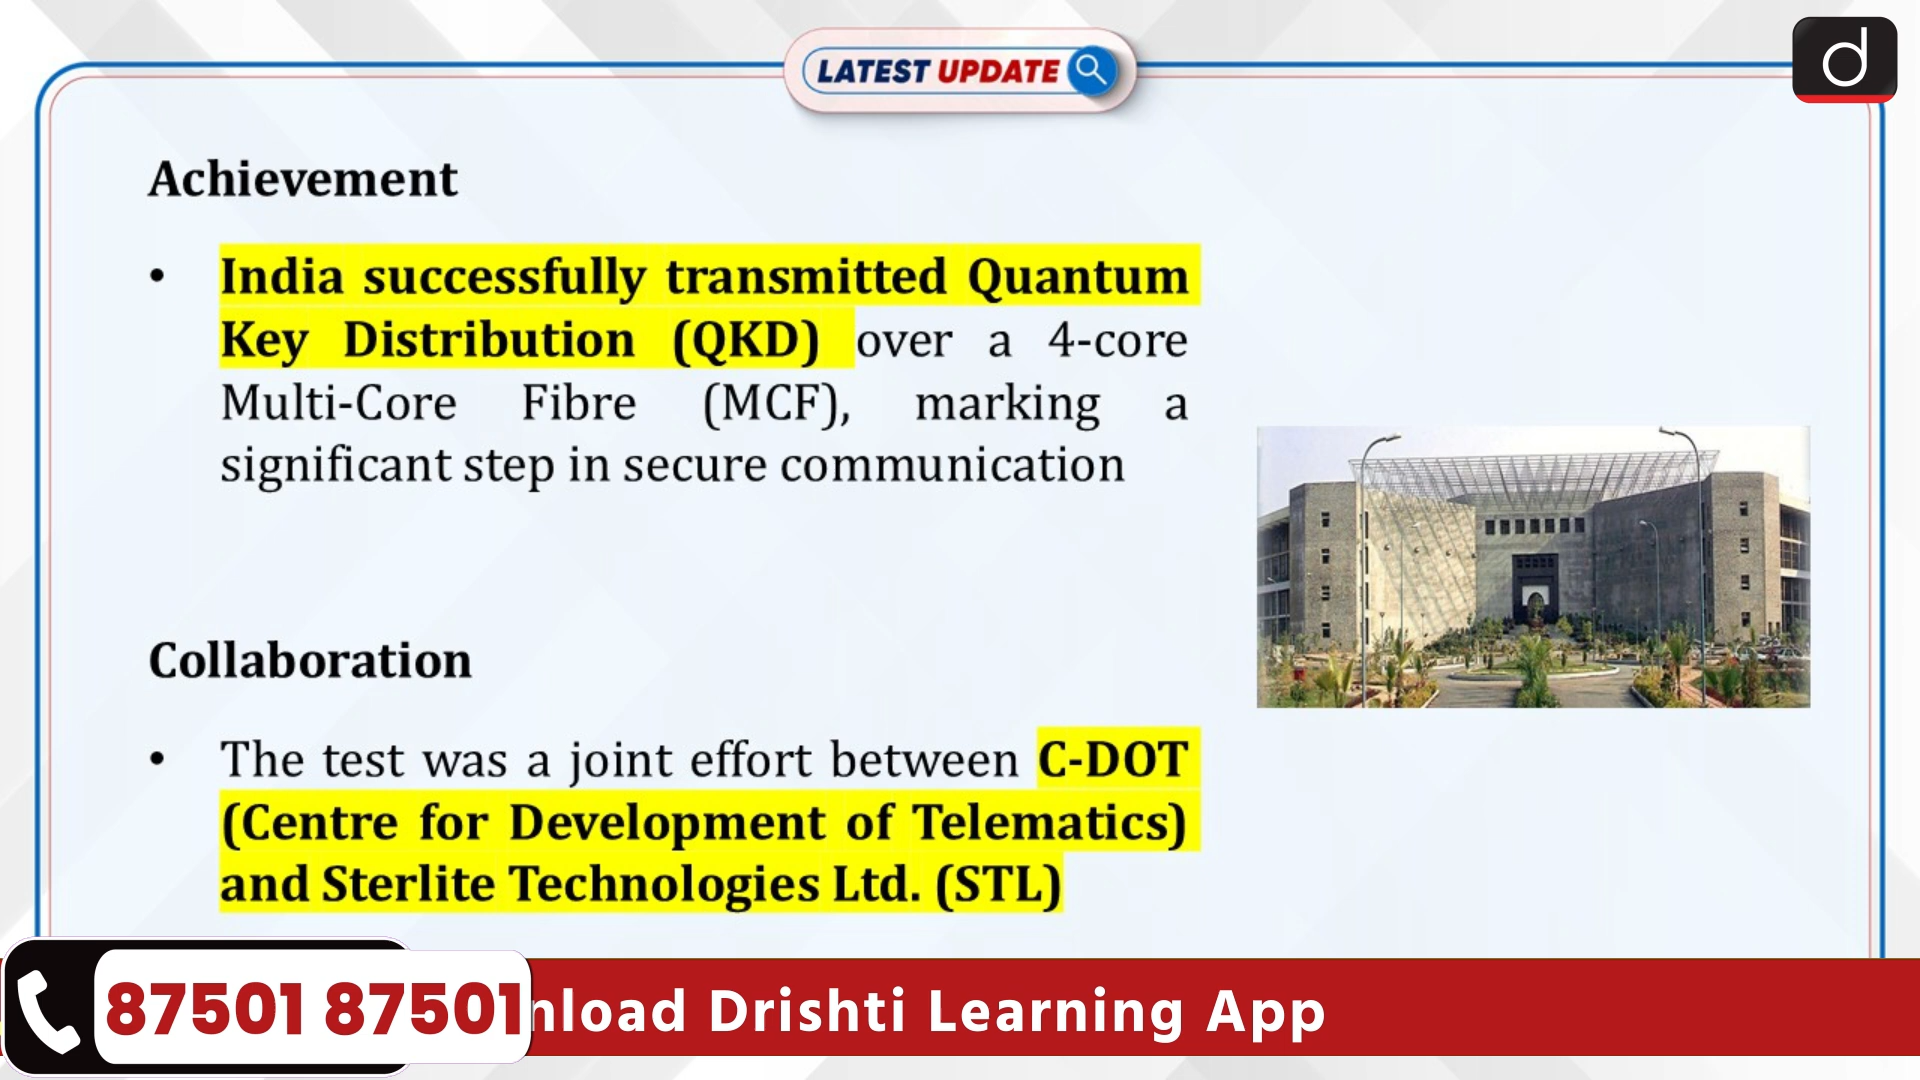 LATEST UPDATE
d
Achievement
• India successfully transmitted Quantum
Key Distribution (QKD) over a 4-core
Multi-Core Fibre (MCF), marking a
significant step in secure communication
Collaboration
• The test was a joint effort between C-DOT
(Centre for Development of Telematics)
and Sterlite Technologies Ltd. (STL)
87501 87501
nload Drishti Learning App